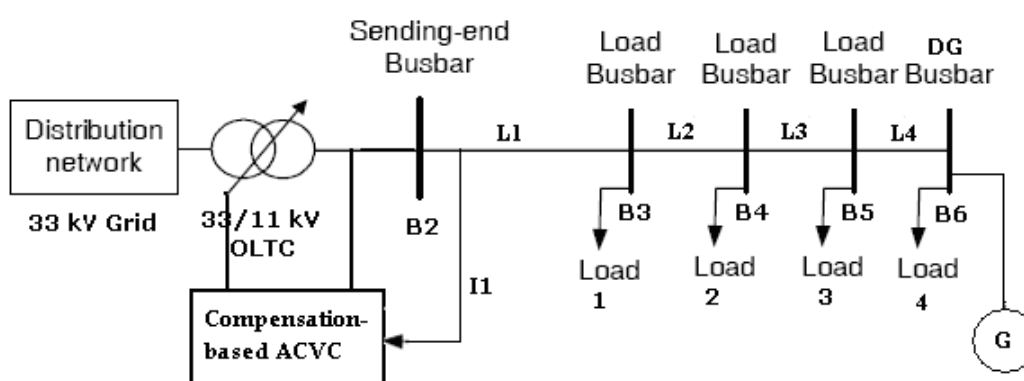 Sending-end
Busbar
Load
Busbar
Load
Busbar
Load
Busbar
DG
Busbar
Distribution
network
L1
L2
L3
L4
33 kV Grid
33/11 kV
OLTC
B2
B3
B4
B5
B6
Load
1
Load
2
Load
3
Load
4
I1
Compensation-
based ACVC
G